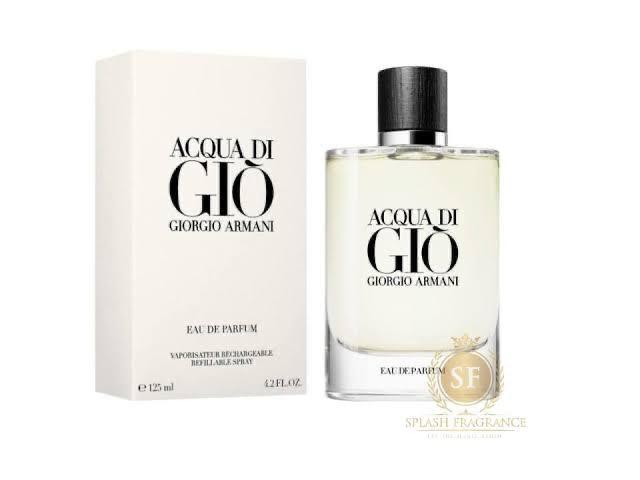 ACQUA DI
GIÒ
GIORGIO ARMANI
EAU DE PARFUM
VAPORISATEUR RECHARGEABLE
REFILLABLE SPRAY
e 125 ml 4.2 FL.OZ.
ACQUA DI
GIÒ
GIORGIO ARMANI
EAU DE PARFUM
SF
SPLASH FRAGRANCE